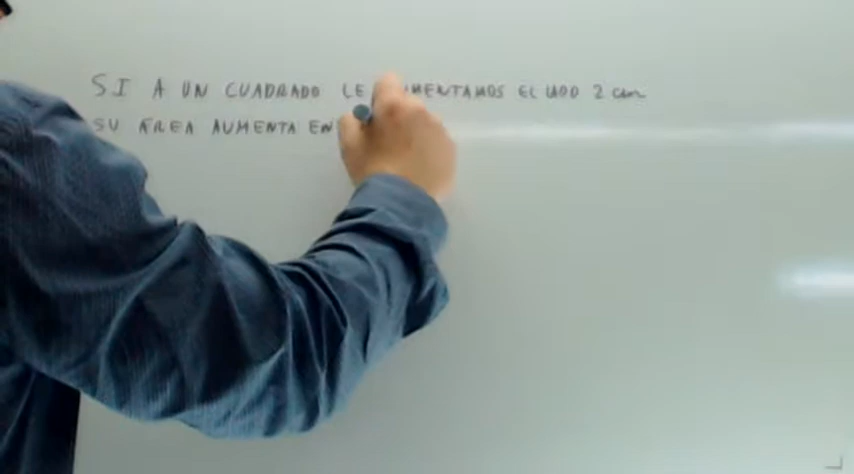 SI A UN CUADRADO LE EL LADO 2 cm
SU ÁREA AUMENTA EN